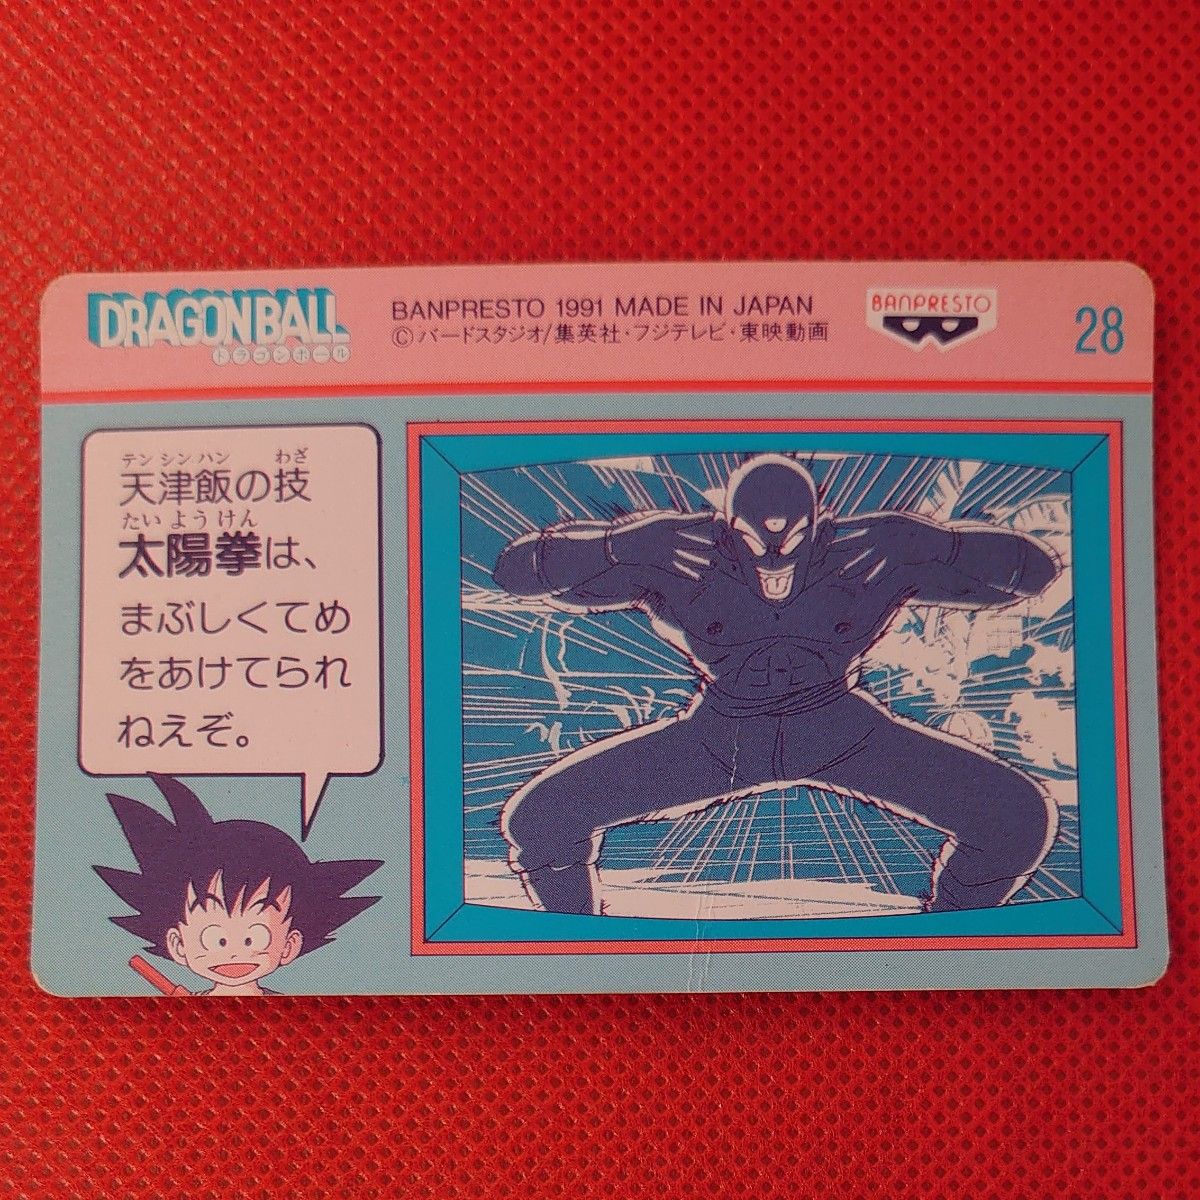 DRAGONBALL
ドラゴンボール
BANPRESTO 1991 MADE IN JAPAN
Ⓒバードスタジオ/集英社・フジテレビ・東映動画
BANPRESTO
28
テンシンハン わざ
天津飯の技
たいようけん
太陽拳は、
まぶしくてめ
をあけてられ
ねえぞ。